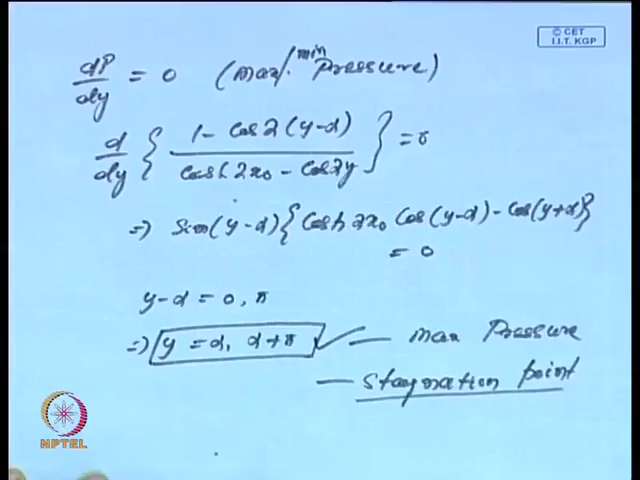 © CET
I.I.T. KGP
dP/dy = 0 (max/min Pressure)
d/dy { 1 - cos 2(y-α) / cosh 2x₀ - cos 2y } = 0
⇒ sin(y-α) { cosh 2x₀ cos(y-α) - cos(y+α) }
= 0
y-α = 0, π
⇒ y = α, α+π ✓ — max Pressure
— stagnation point
NPTEL